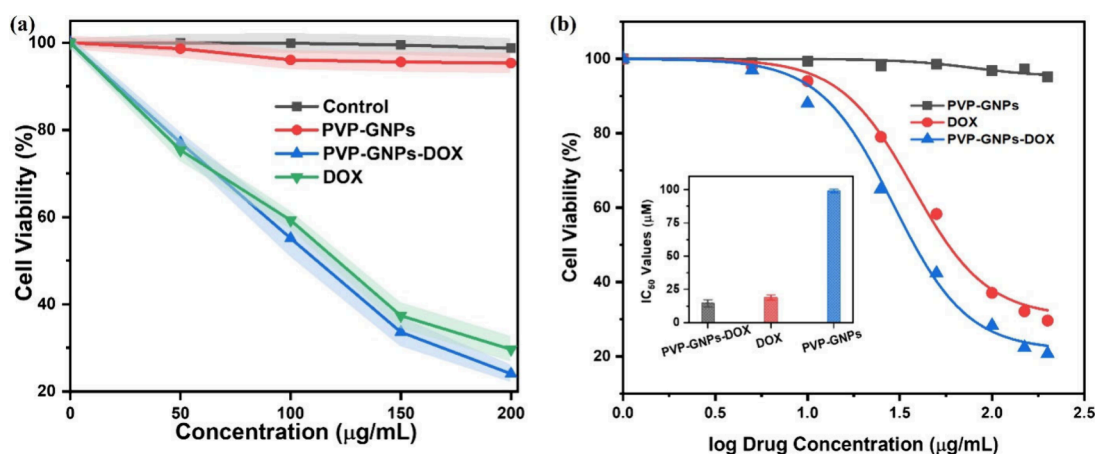 (a)
100
80
60
40
20
Cell Viability (%)
Control
PVP-GNPs
PVP-GNPs-DOX
DOX
0
50
100
150
200
Concentration (μg/mL)
(b)
100
80
60
40
20
Cell Viability (%)
PVP-GNPs
DOX
PVP-GNPs-DOX
100
75
50
25
0
IC50 Values (μM)
PVP-GNPs-DOX
DOX
PVP-GNPs
0.0
0.5
1.0
1.5
2.0
2.5
log Drug Concentration (μg/mL)